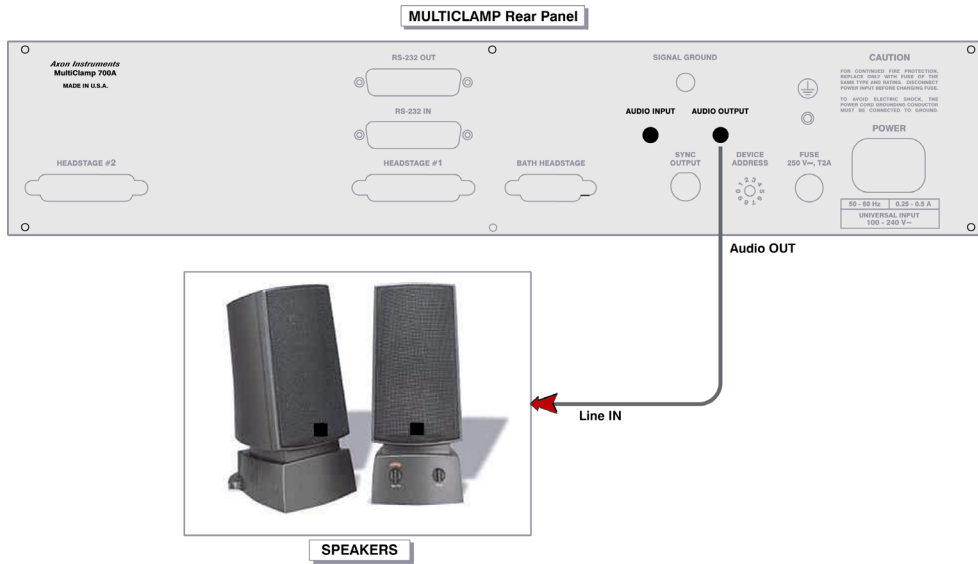 MULTICLAMP Rear Panel
Axon Instruments
MultiClamp 700A
MADE IN U.S.A.
RS-232 OUT
RS-232 IN
HEADSTAGE #2
HEADSTAGE #1
BATH HEADSTAGE
SIGNAL GROUND
AUDIO INPUT
AUDIO OUTPUT
SYNC
OUTPUT
DEVICE
ADDRESS
FUSE
250 V~, T2A
CAUTION
FOR CONTINUED FIRE PROTECTION,
REPLACE ONLY WITH FUSE OF THE
SAME TYPE AND RATING. DISCONNECT
POWER INPUT BEFORE CHANGING FUSE.
TO AVOID ELECTRIC SHOCK, THE
POWER CORD GROUNDING CONDUCTOR
MUST BE CONNECTED TO GROUND.
POWER
50 - 60 Hz
0.25 - 0.5 A
UNIVERSAL INPUT
100 - 240 V~
Audio OUT
Line IN
SPEAKERS